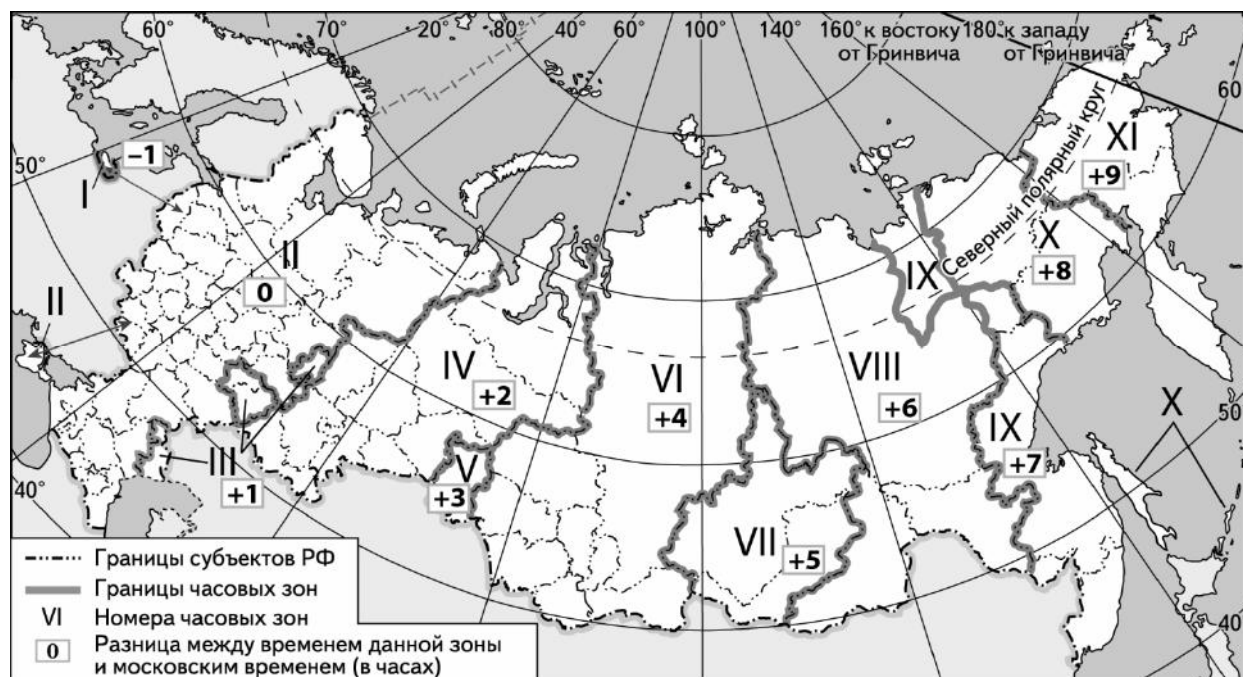 60° 70° 20° 80° 40° 40° 100° 140° 160° к востоку 180° к западу
от Гринвича от Гринвича
60
50°
–1
I
II
0
II
40°
III
+1
IV
+2
V
+3
VI
+4
VII
+5
VIII
+6
IX
IX
+7
Северный полярный круг
X
+8
XI
+9
X
50
40
Границы субъектов РФ
Границы часовых зон
VI Номера часовых зон
0 Разница между временем данной зоны
и московским временем (в часах)